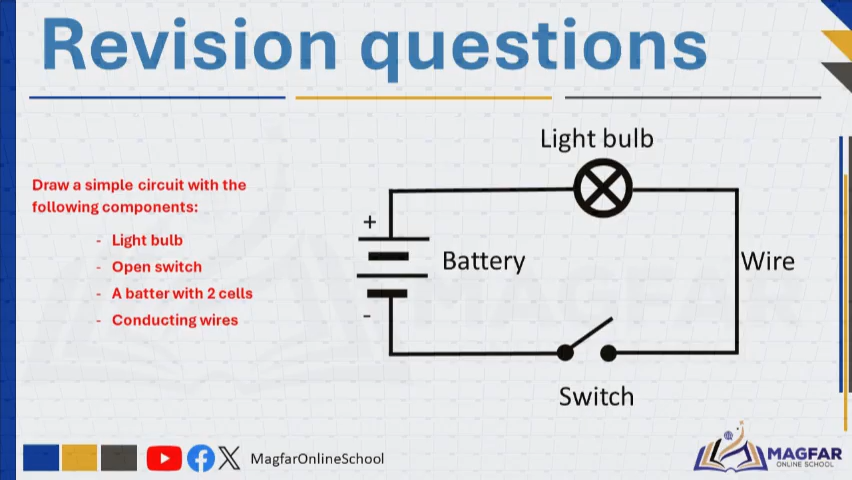 Revision questions
Light bulb
Draw a simple circuit with the
following components:
- Light bulb
- Open switch
- A batter with 2 cells
- Conducting wires
+
Battery
Wire
-
Switch
MagfarOnlineSchool
MAGFAR
ONLINE SCHOOL